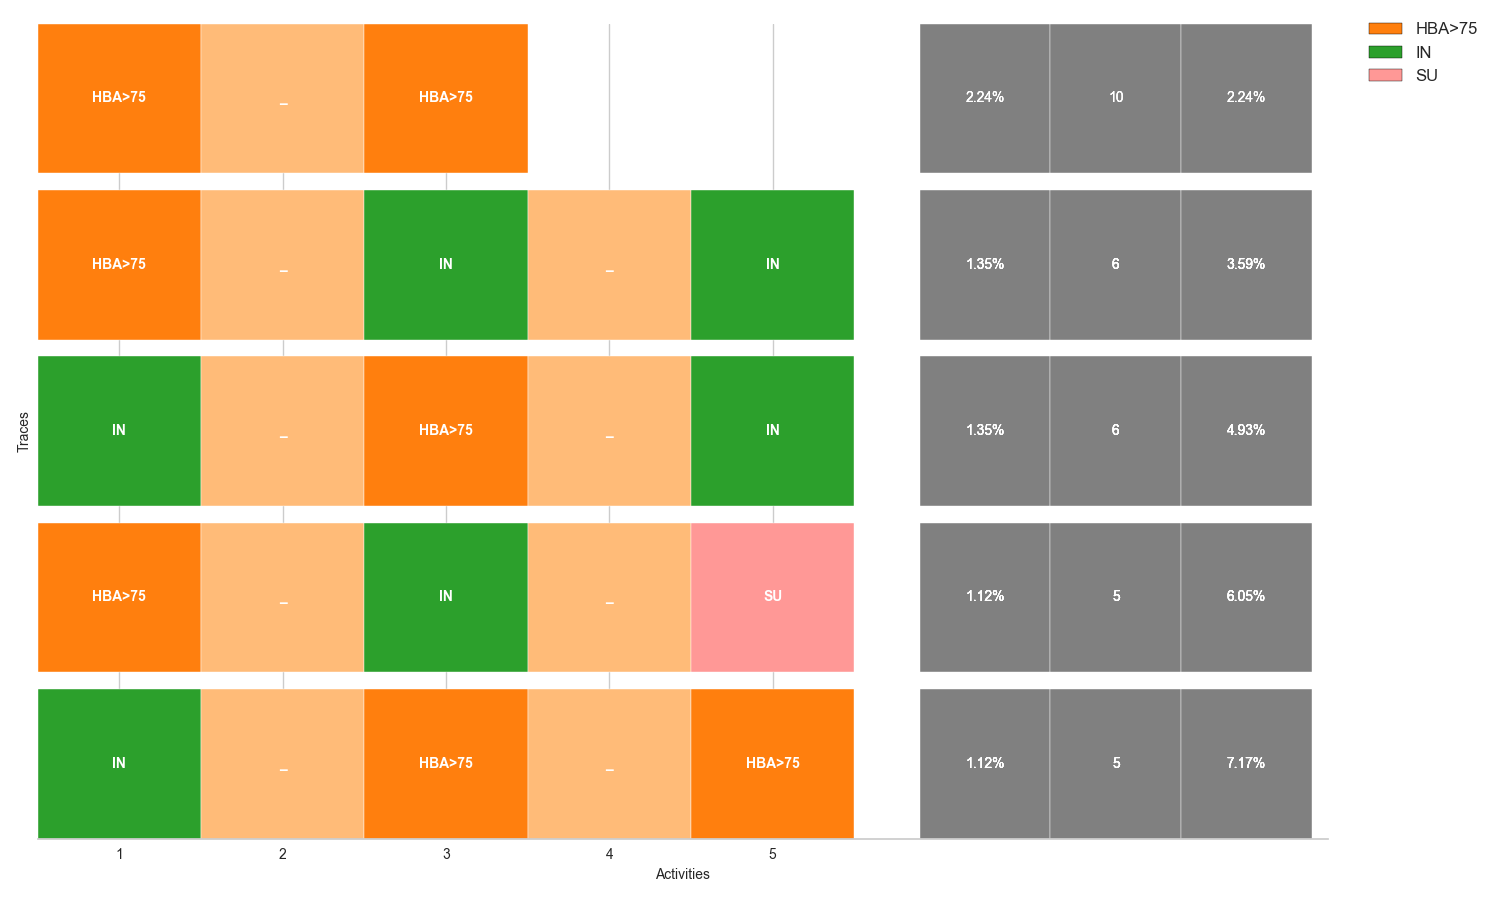 HBA>75 _ HBA>75 2.24% 10 2.24%
HBA>75 _ IN _ IN 1.35% 6 3.59%
IN _ HBA>75 _ IN 1.35% 6 4.93%
HBA>75 _ IN _ SU 1.12% 5 6.05%
IN _ HBA>75 _ HBA>75 1.12% 5 7.17%
1 2 3 4 5
Activities
Traces
HBA>75
IN
SU